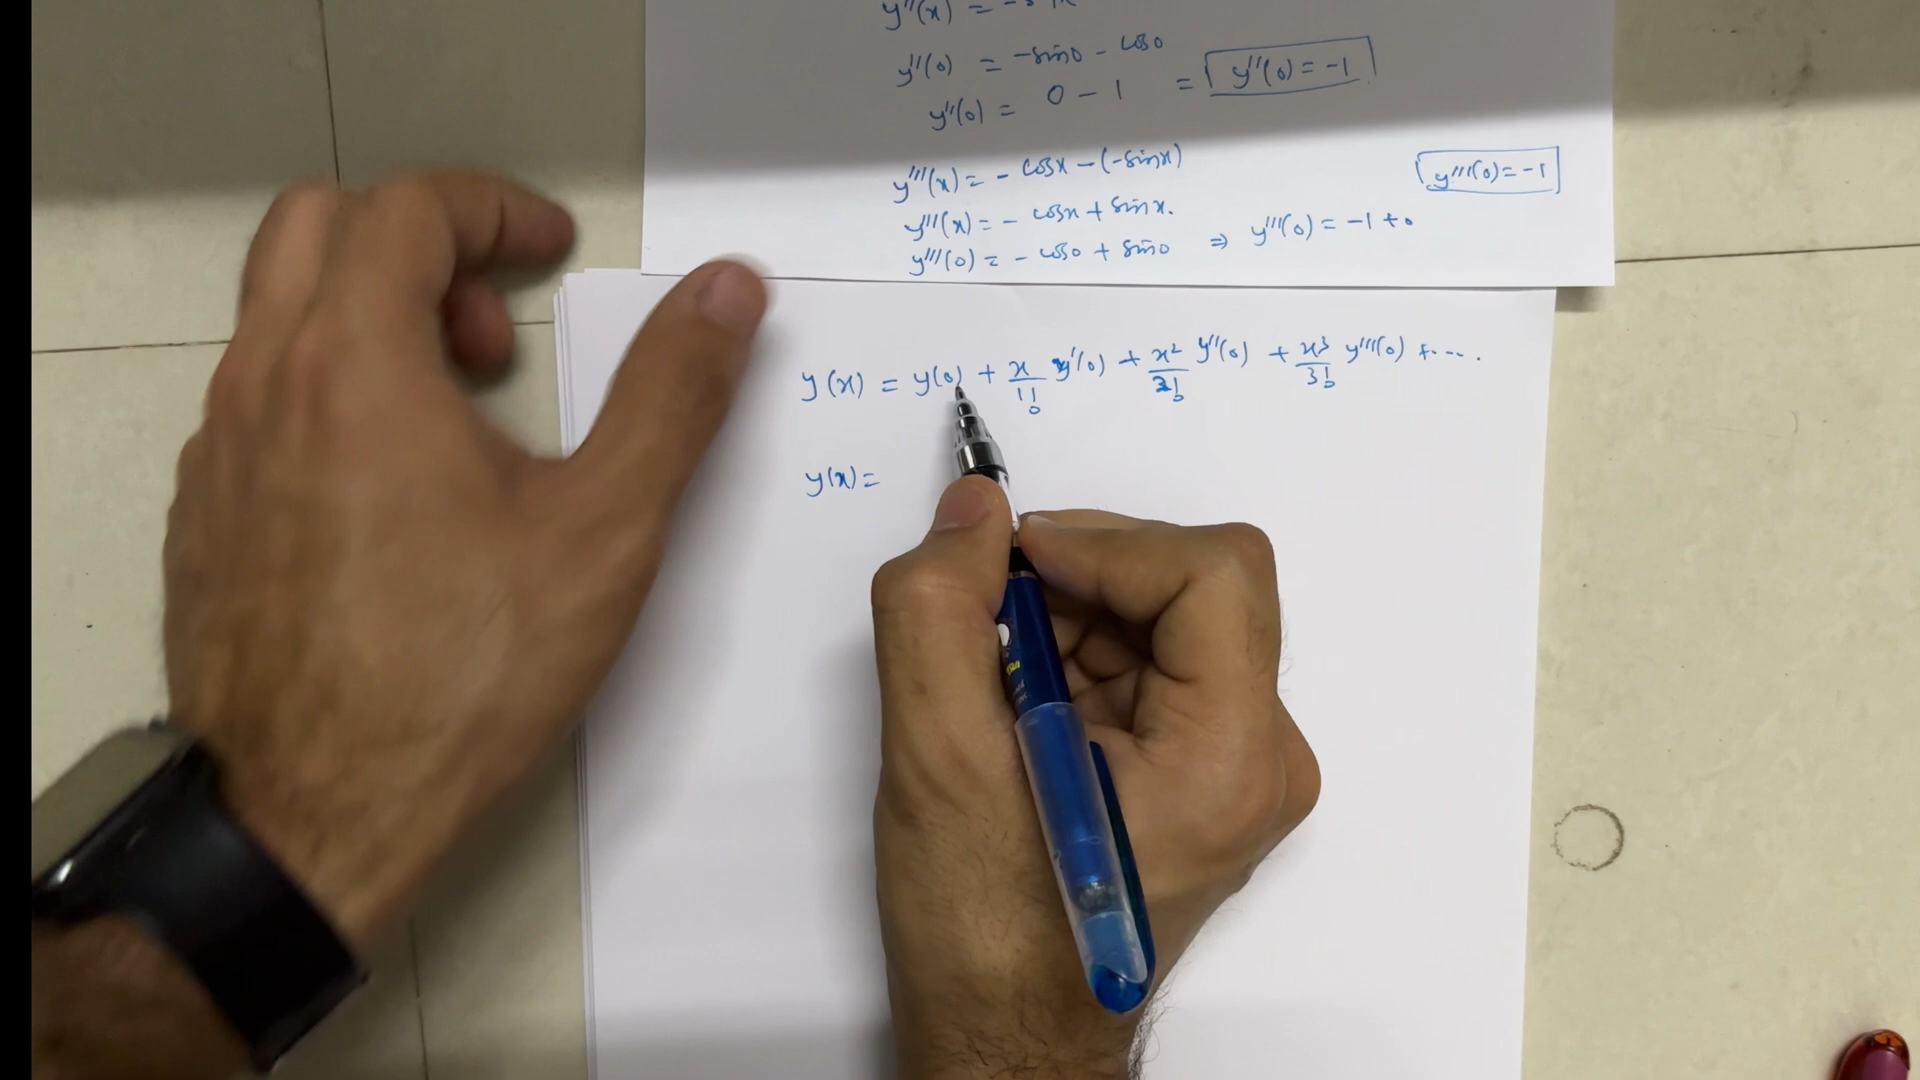 y''(x) = -
y''(0) = -sin0 - cos0
y''(0) = 0 - 1 = y''(0) = -1
y'''(x) = - cosx - (-sinx)
y'''(0) = -1
y'''(x) = - cosx + sinx.
y'''(0) = - cos0 + sin0 ⇒ y'''(0) = -1 + 0
y(x) = y(0) + x/1! y'(0) + x²/2! y''(0) + x³/3! y'''(0) + ....
y(x) =